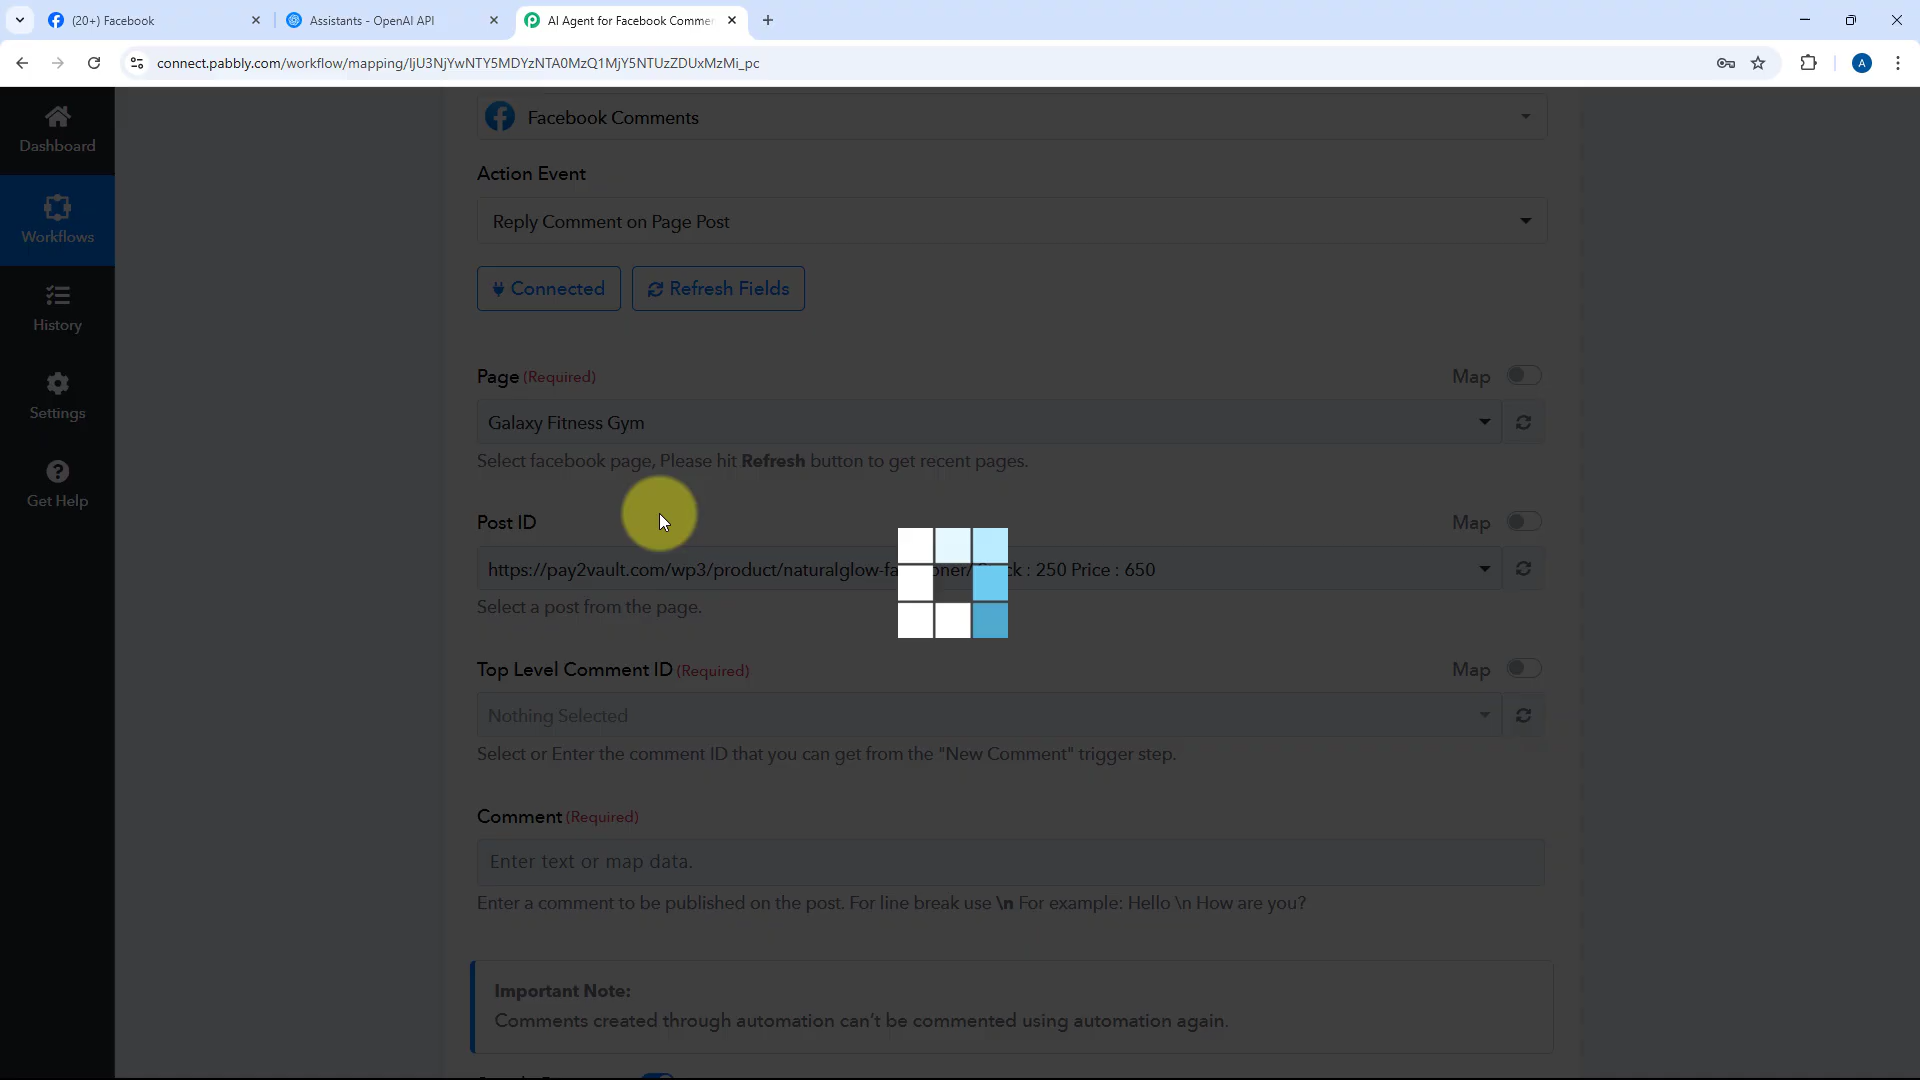 (20+) Facebook
Assistants - OpenAI API
AI Agent for Facebook Commen
connect.pabbly.com/workflow/mapping/IjU3NjYwNTY5MDYzNTA0MzQ1MjY5NTUzZDUxMzMi_pc
A
Dashboard
Workflows
History
Settings
Get Help
Facebook Comments
Action Event
Reply Comment on Page Post
Connected
Refresh Fields
Page (Required)
Map
Galaxy Fitness Gym
Select facebook page, Please hit Refresh button to get recent pages.
Post ID
Map
https://pay2vault.com/wp3/product/naturalglow-fa oner/ ck : 250 Price : 650
Select a post from the page.
Top Level Comment ID (Required)
Map
Nothing Selected
Select or Enter the comment ID that you can get from the "New Comment" trigger step.
Comment (Required)
Enter text or map data.
Enter a comment to be published on the post. For line break use \n For example: Hello \n How are you?
Important Note:
Comments created through automation can't be commented using automation again.